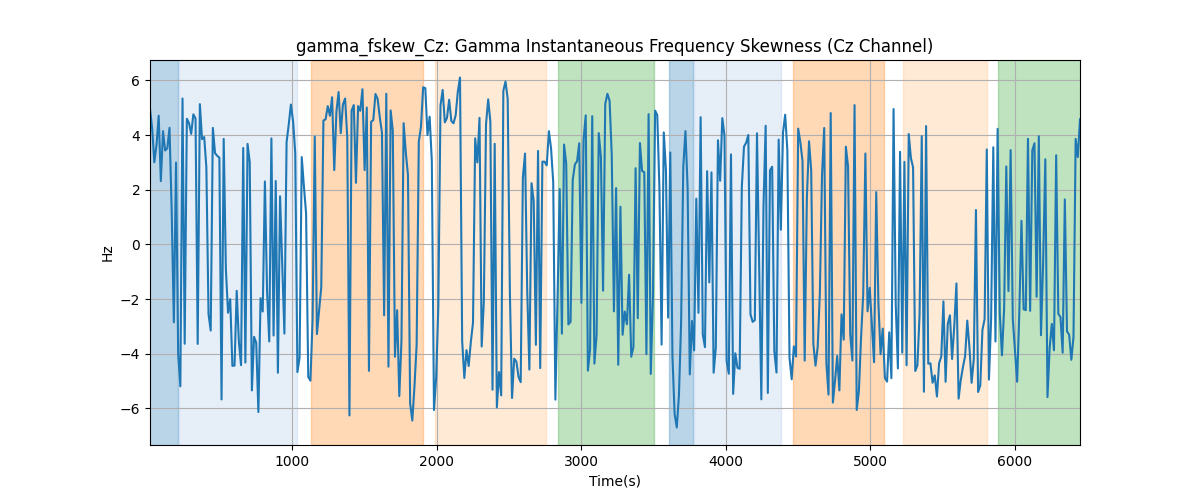 gamma_fskew_Cz: Gamma Instantaneous Frequency Skewness (Cz Channel)
6
4
2
0
−2
−4
−6
Hz
1000 2000 3000 4000 5000 6000
Time(s)